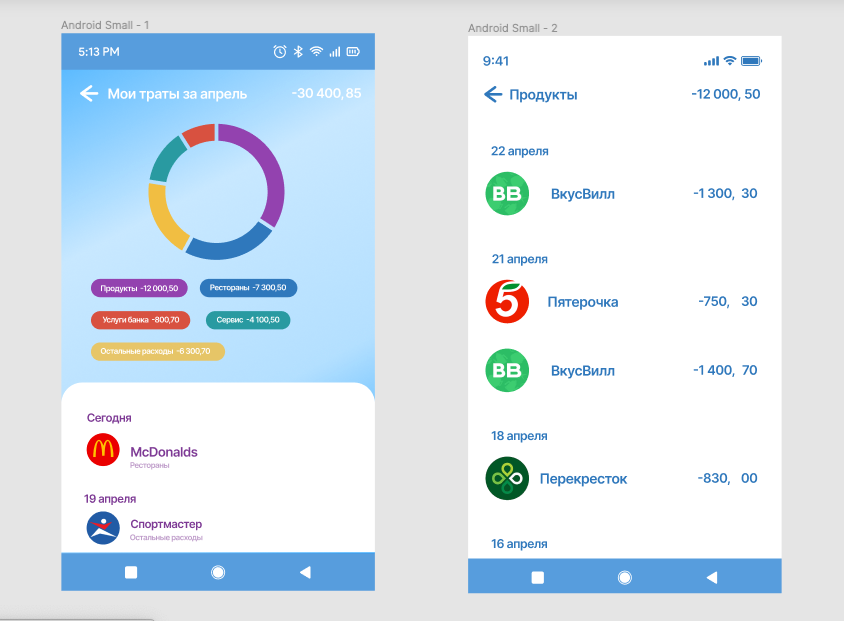 Android Small - 1
5:13 PM
Мои траты за апрель -30 400, 85
Продукты -12 000,50 Рестораны -7 300,50
Услуги банка -800,70 Сервис -4 100,50
Остальные расходы -6 300,70
Сегодня
McDonalds
Рестораны
19 апреля
Спортмастер
Остальные расходы
Android Small - 2
9:41
Продукты -12 000, 50
22 апреля
ВВ ВкусВилл -1 300, 30
21 апреля
5 Пятерочка -750, 30
ВВ ВкусВилл -1 400, 70
18 апреля
Перекресток -830, 00
16 апреля